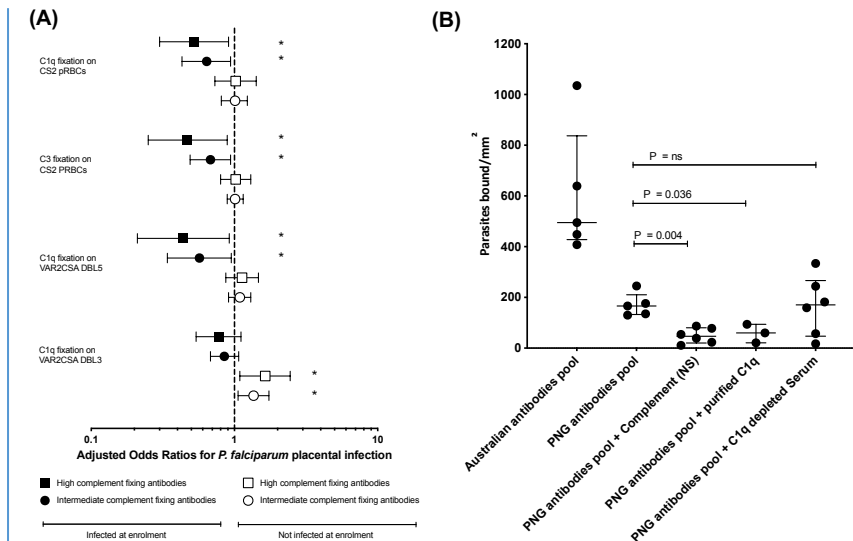 (A)
C1q fixation on
CS2 pRBCs
*
*
C3 fixation on
CS2 PRBCs
*
*
C1q fixation on
VAR2CSA DBL5
*
*
C1q fixation on
VAR2CSA DBL3
*
*
0.1 1 10
Adjusted Odds Ratios for P. falciparum placental infection
High complement fixing antibodies
Intermediate complement fixing antibodies
Infected at enrolment
High complement fixing antibodies
Intermediate complement fixing antibodies
Not infected at enrolment
(B)
Parasites bound/mm²
1200
1000
800
600
400
200
0
P = ns
P = 0.036
P = 0.004
Australian antibodies pool
PNG antibodies pool
PNG antibodies pool + Complement (NS)
PNG antibodies pool + purified C1q
PNG antibodies pool + C1q depleted Serum